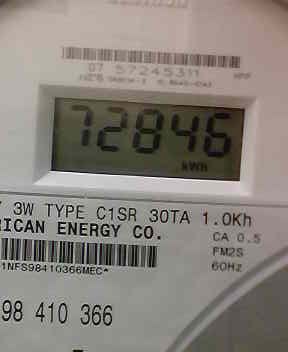 07 57245311
72846
kWh
3W TYPE C1SR 30TA 1.0Kh
RICAN ENERGY CO.
CA 0.5
FM2S
60Hz
1NFS98410366MEC*
98 410 366